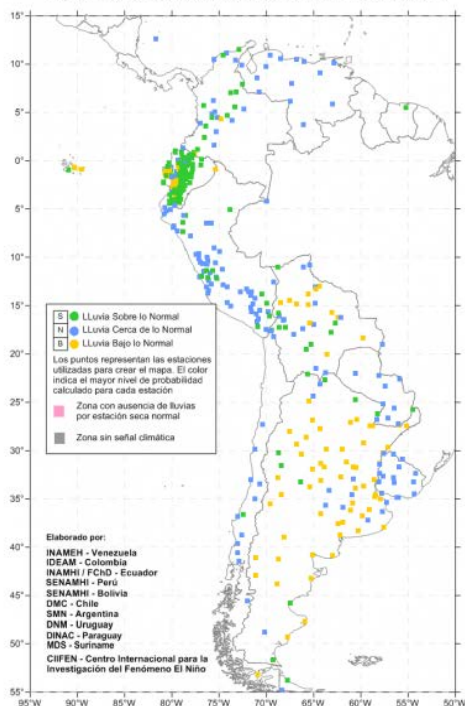 15°
10°
5°
0°
-5°
-10°
-15°
-20°
-25°
-30°
-35°
-40°
-45°
-50°
55°
S LLuvia Sobre lo Normal
N LLuvia Cerca de lo Normal
B LLuvia Bajo lo Normal
Los puntos representan las estaciones
utilizadas para crear el mapa. El color
indica el mayor nivel de probabilidad
calculado para cada estación
Zona con ausencia de lluvias
por estación seca normal
Zona sin señal climática
Elaborado por:
INAMEH - Venezuela
IDEAM - Colombia
INAMHI / FChD - Ecuador
SENAMHI - Perú
SENAMHI - Bolivia
DMC - Chile
SMN - Argentina
DNM - Uruguay
DINAC - Paraguay
MDS - Suriname
CIIFEN - Centro Internacional para la
Investigación del Fenómeno El Niño
95°W 90°W 85°W 80°W 75°W 70°W 65°W 60°W 55°W 50°W